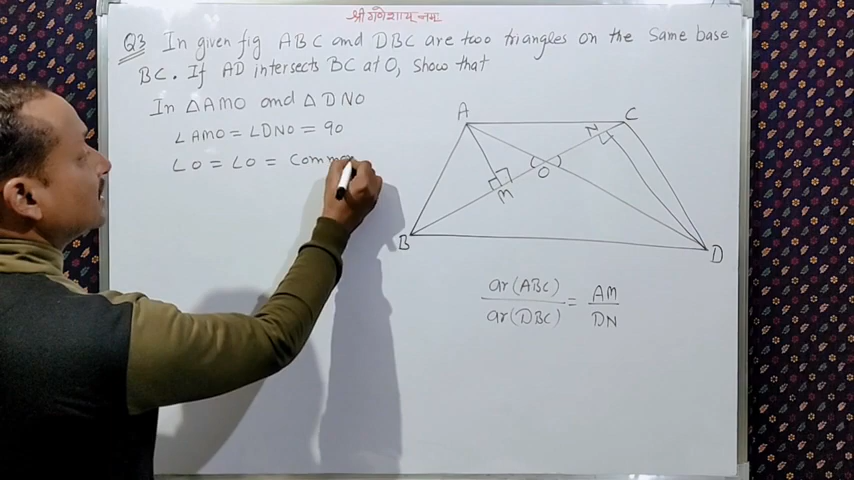 श्री गणेशाय नमः
Q3 In given fig ABC and DBC are two triangles on the same base
BC. If AD intersects BC at O, Show that
In △AMO and △DNO
∠AMO = ∠DNO = 90
∠O = ∠O = Common
A
C
N
O
M
B
D
ar(ABC) / ar(DBC) = AM / DN